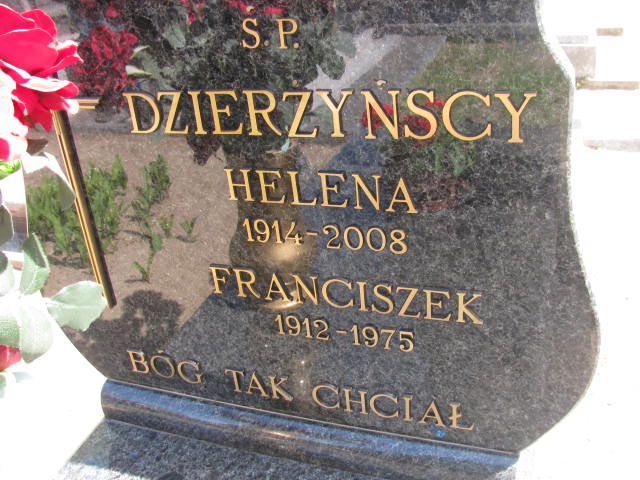 Ś.P.
DZIERŻYŃSCY
HELENA
1914-2008
FRANCISZEK
1912-1975
BÓG TAK CHCIAŁ